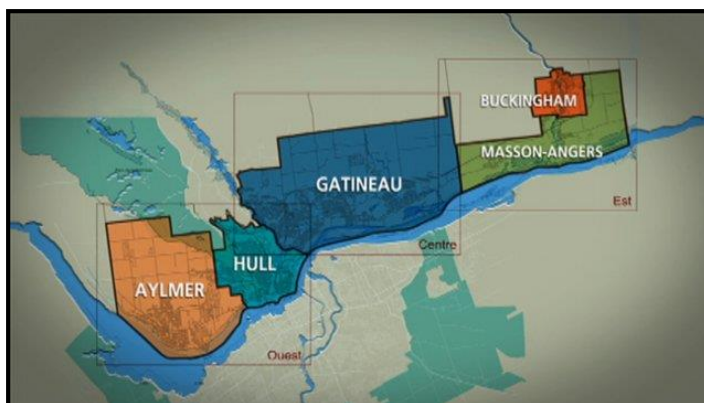 BUCKINGHAM
MASSON-ANGERS
GATINEAU
Est
Centre
HULL
AYLMER
Ouest